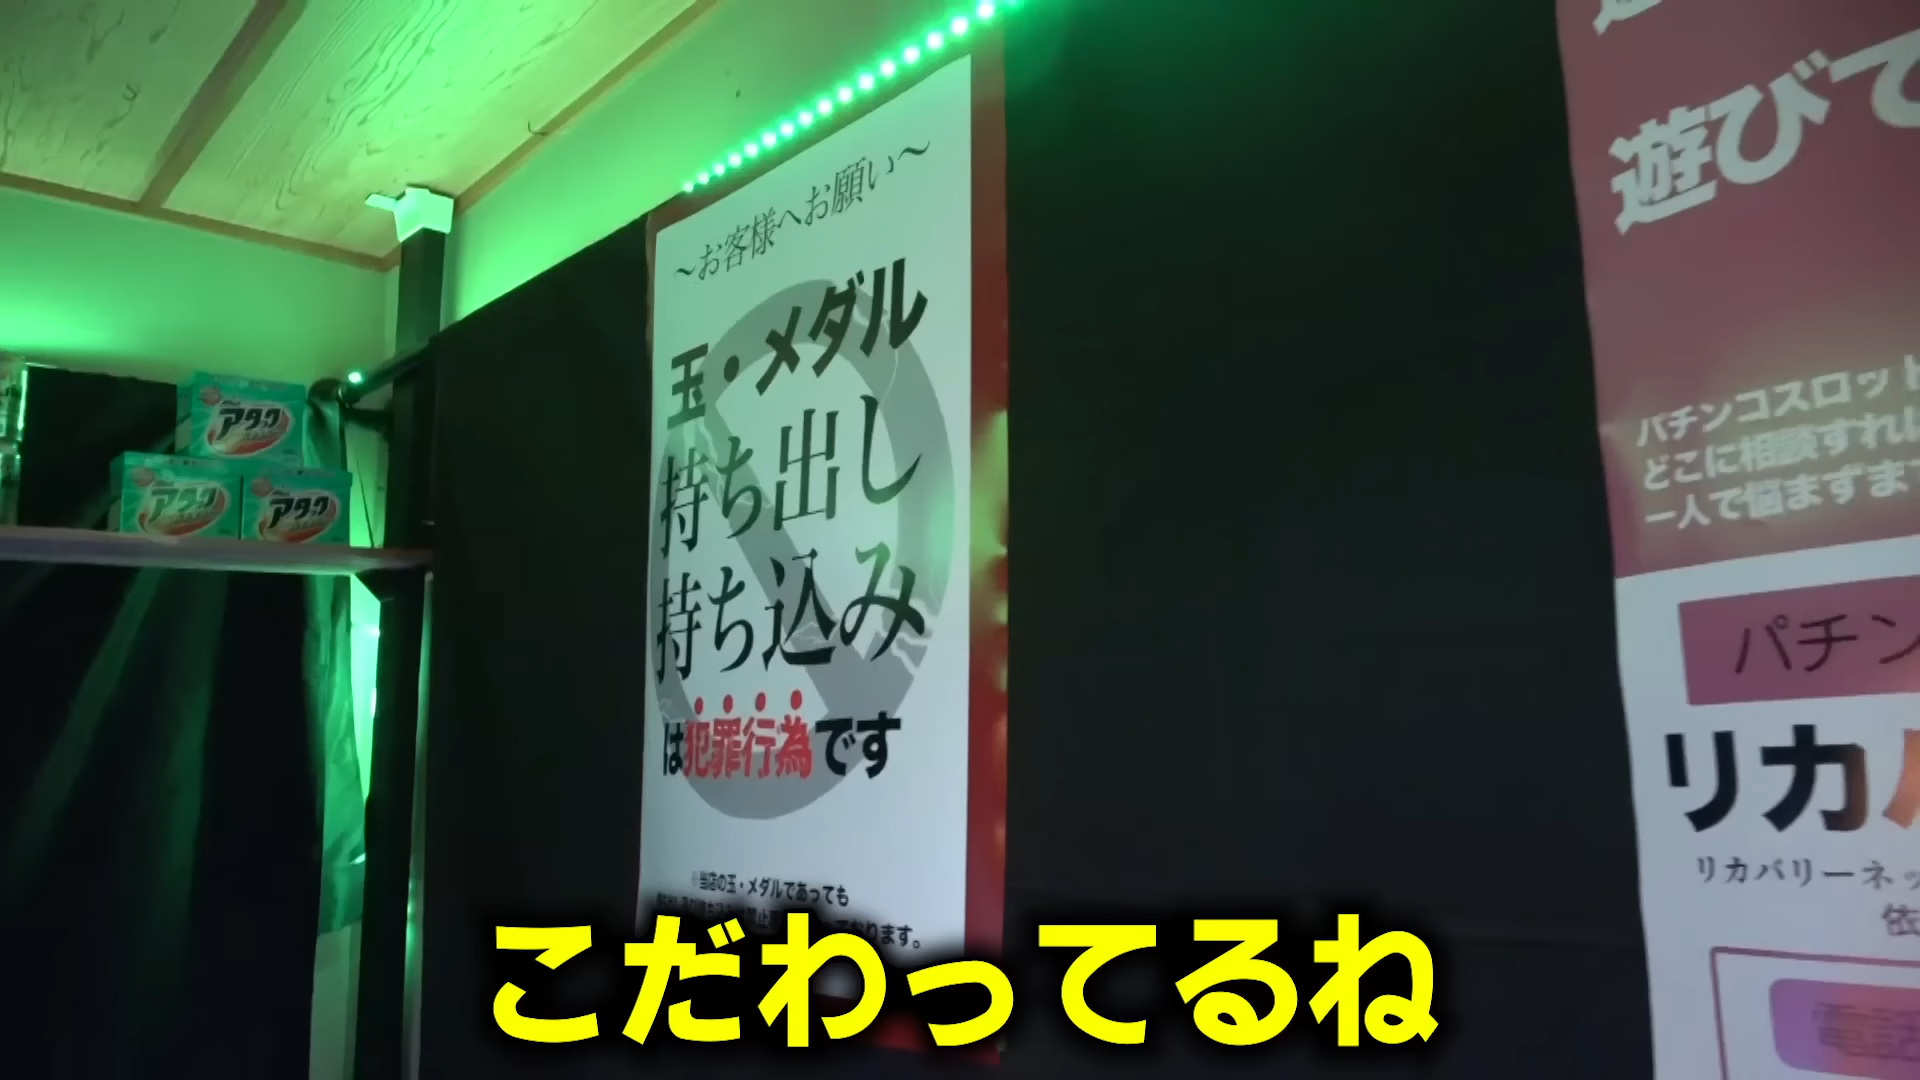 ~お客様へお願い~
玉・メダル
持ち出し
持ち込み
は犯罪行為です
※当店の玉・メダルであっても
ります。
アタック
アタック
アタック
遊びて
パチンコスロット
どこに相談すれば
一人で悩まずま
パチン
リカバ
リカバリーネッ
依
電話
こだわってるね